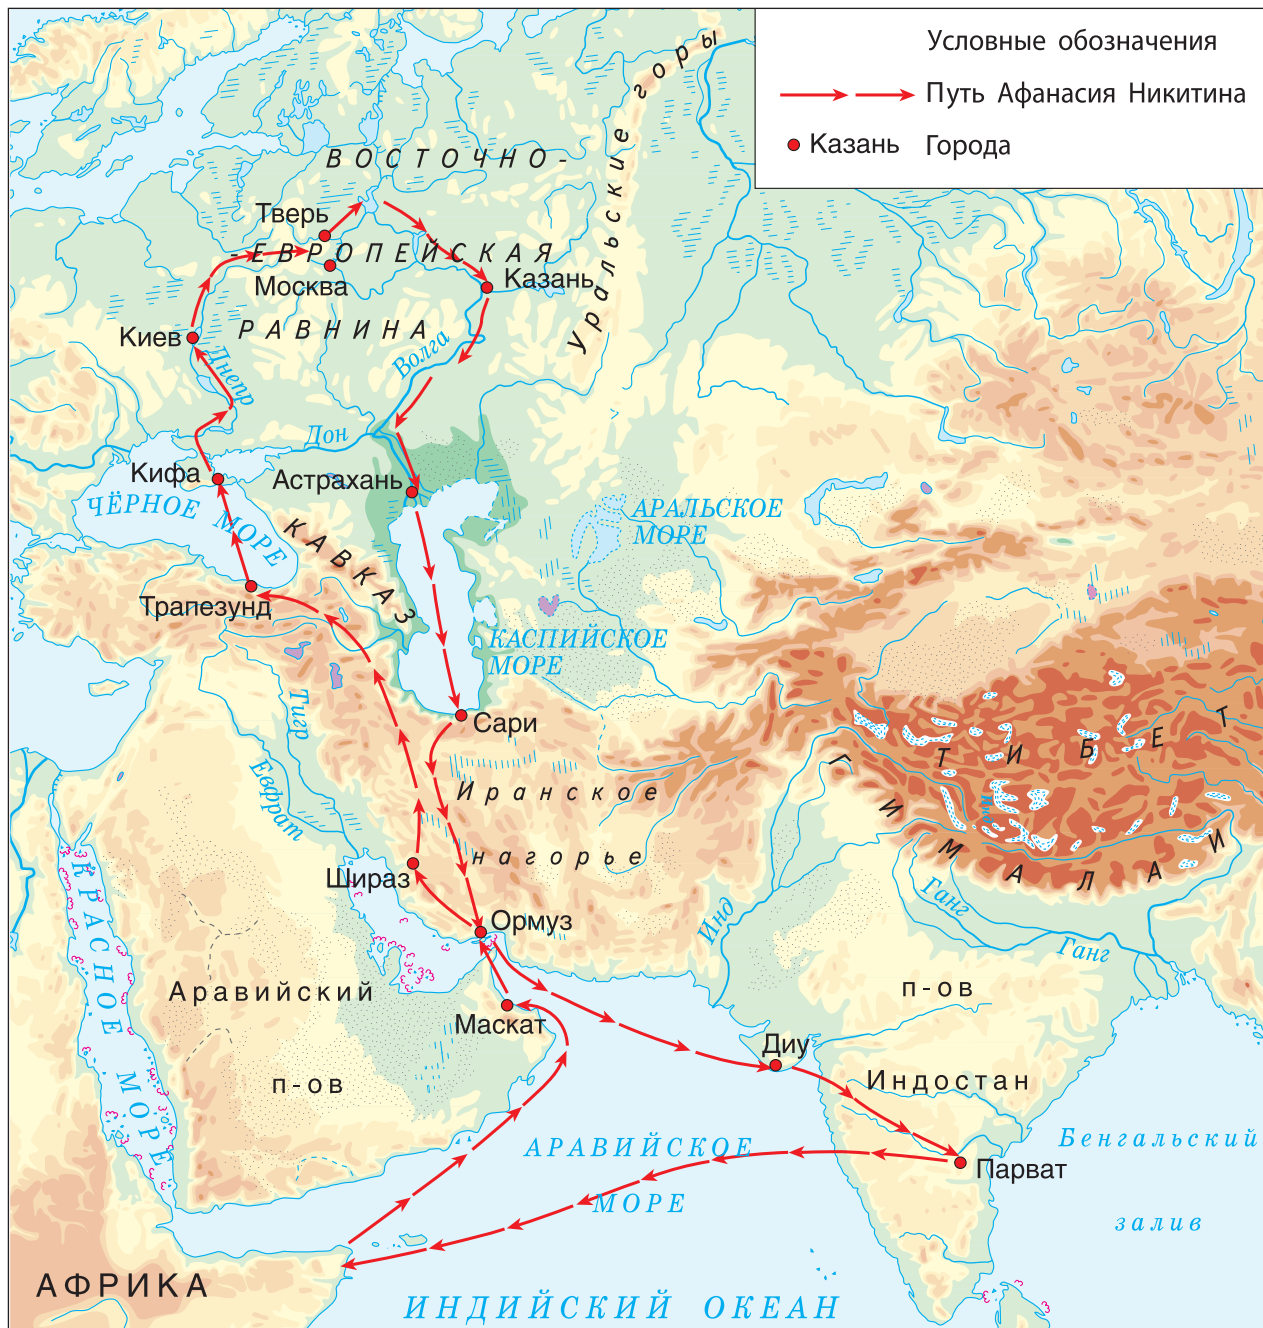 Условные обозначения
Путь Афанасия Никитина
Казань Города
Уральские горы
ВОСТОЧНО-
Тверь
-ЕВРОПЕЙСКАЯ
Москва
Казань
Киев
РАВНИНА
Днепр
Волга
Дон
Кифа
Астрахань
ЧЁРНОЕ МОРЕ
КАВКАЗ
АРАЛЬСКОЕ
МОРЕ
Трапезунд
КАСПИЙСКОЕ
МОРЕ
Тигр
Сари
ТИБЕТ
ГИМАЛАИ
Евфрат
Иранское
нагорье
Инд
Шираз
Ормуз
Инд
Ганг
Ганг
КРАСНОЕ МОРЕ
Аравийский
п-ов
Маскат
п-ов
Индостан
Диу
АРАВИЙСКОЕ
МОРЕ
Парват
Бенгальский
залив
АФРИКА
ИНДИЙСКИЙ ОКЕАН